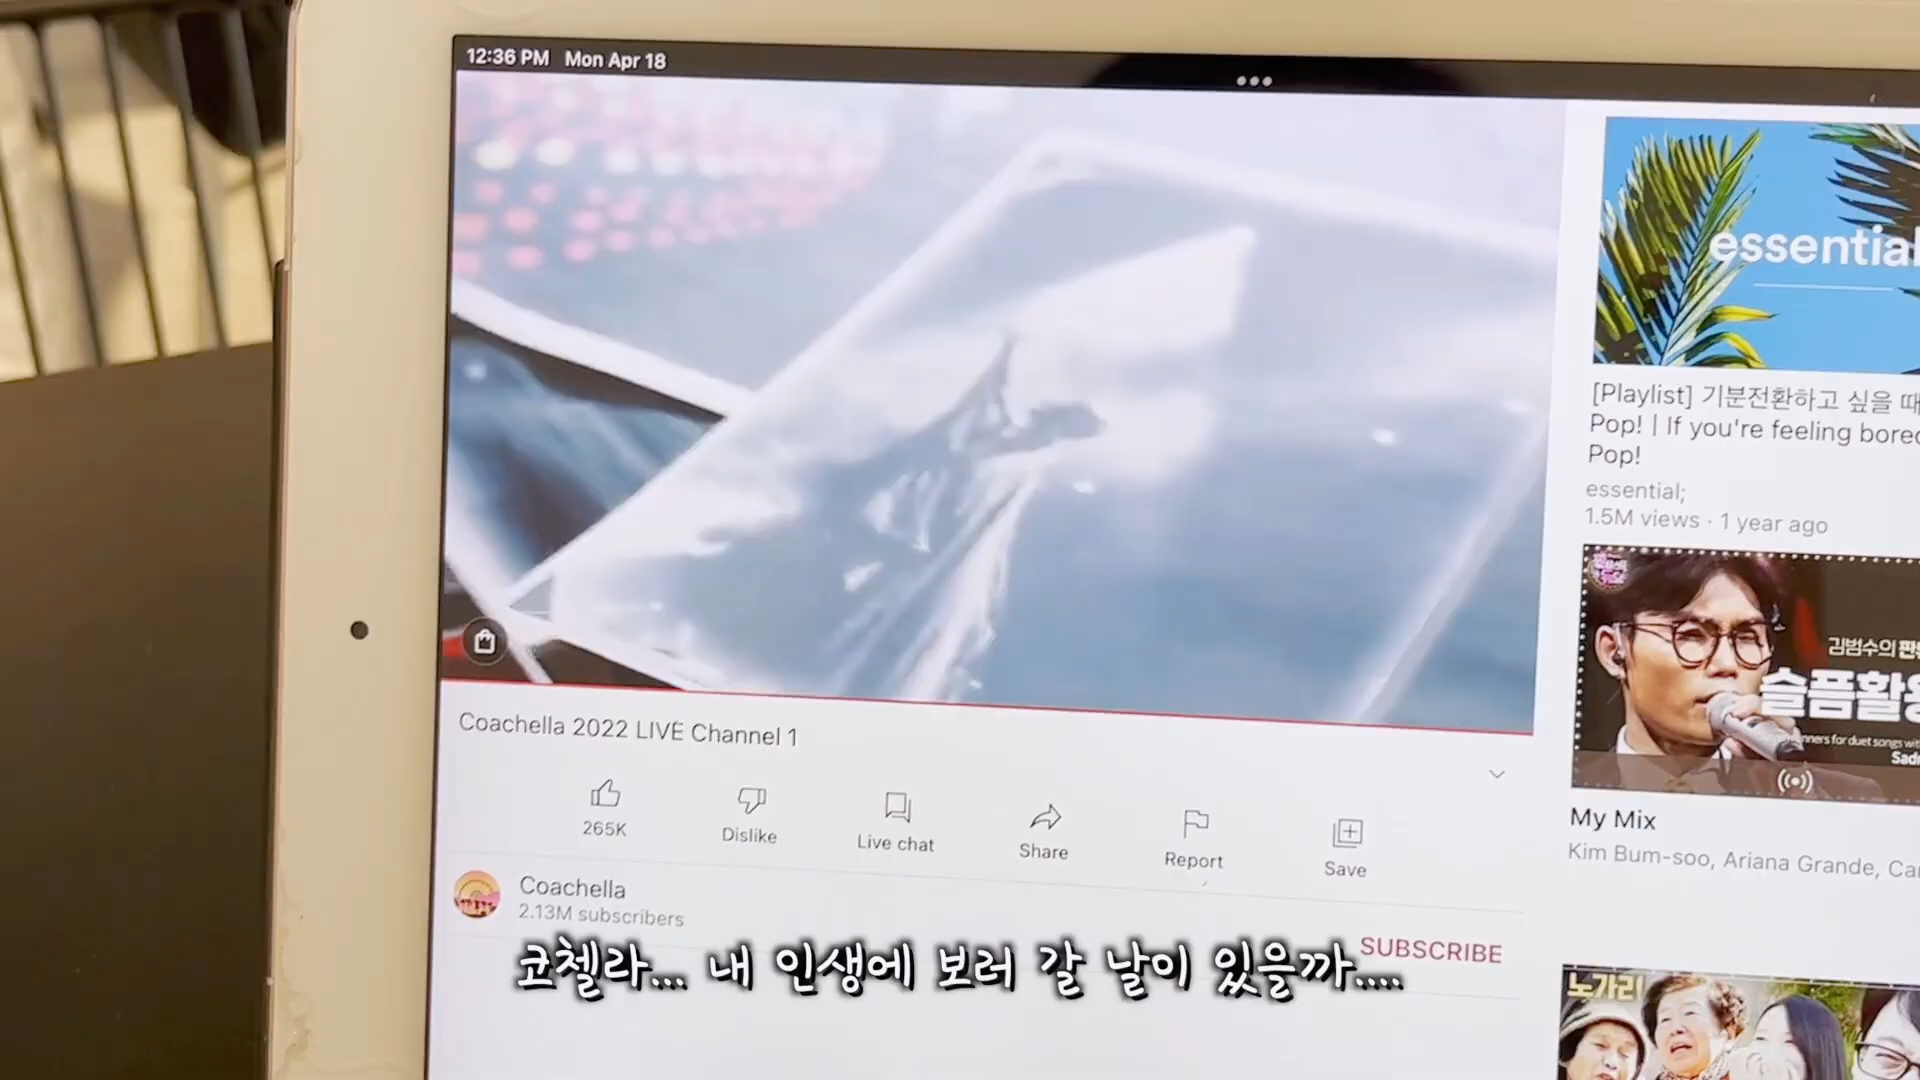 12:36 PM Mon Apr 18
essential
[Playlist] 기분전환하고 싶을 때
Pop! | If you're feeling bored
Pop!
essential;
1.5M views · 1 year ago
김범수의
슬픔활
duet songs
My Mix
Kim Bum-soo, Ariana Grande,
노가리
Coachella 2022 LIVE Channel 1
265K
Dislike
Live chat
Share
Report
Save
Coachella
2.13M subscribers
SUBSCRIBE
코첼라... 내 인생에 보러 갈 날이 있을까....